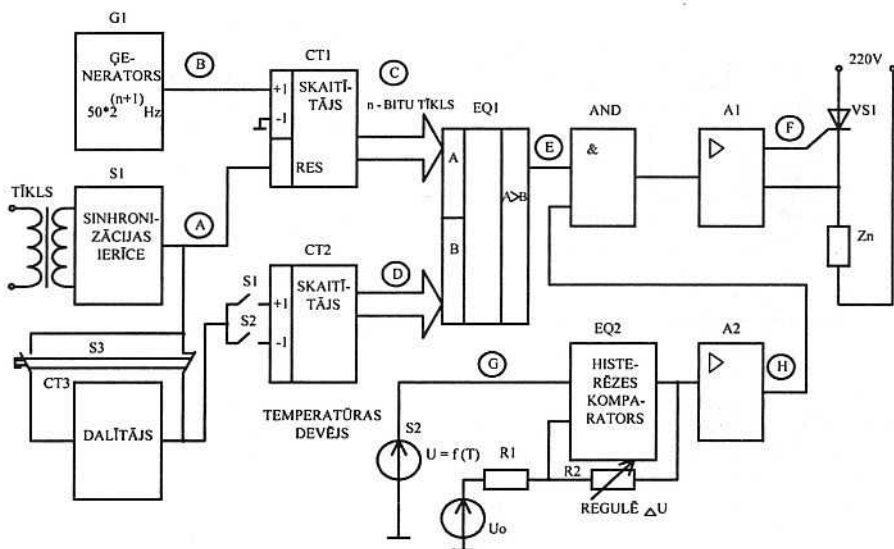 G1
ĢE-
NERATORS
50*2(n+1) Hz
B
CT1
+1
-1
SKAITĪ-
TĀJS
RES
C
n - BITU TĪKLS
EQ1
A
B
A>B
E
AND
&
A1
F
220V
VS1
Zn
TĪKLS
S1
SINHRONI-
ZĀCIJAS
IERĪCE
A
CT2
S1
S2
+1
-1
SKAITĪ-
TĀJS
D
S3
CT3
DALĪTĀJS
TEMPERATŪRAS
DEVĒJS
S2
U = f (T)
G
EQ2
HISTE-
RĒZES
KOMPA-
RATORS
A2
H
R1
R2
REGULĒ △U
Uo